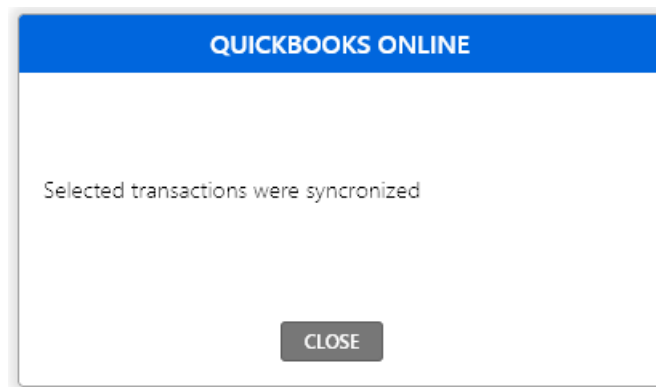 QUICKBOOKS ONLINE
Selected transactions were syncronized
CLOSE